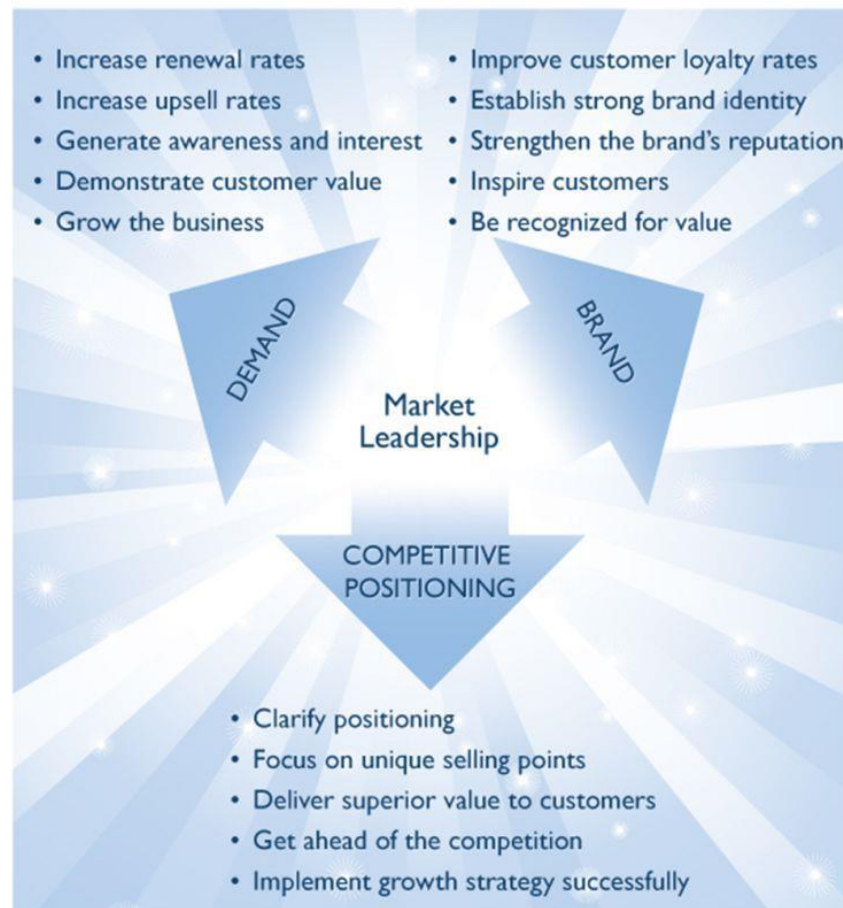 • Increase renewal rates
• Increase upsell rates
• Generate awareness and interest
• Demonstrate customer value
• Grow the business
• Improve customer loyalty rates
• Establish strong brand identity
• Strengthen the brand's reputation
• Inspire customers
• Be recognized for value
DEMAND
BRAND
Market
Leadership
COMPETITIVE
POSITIONING
• Clarify positioning
• Focus on unique selling points
• Deliver superior value to customers
• Get ahead of the competition
• Implement growth strategy successfully